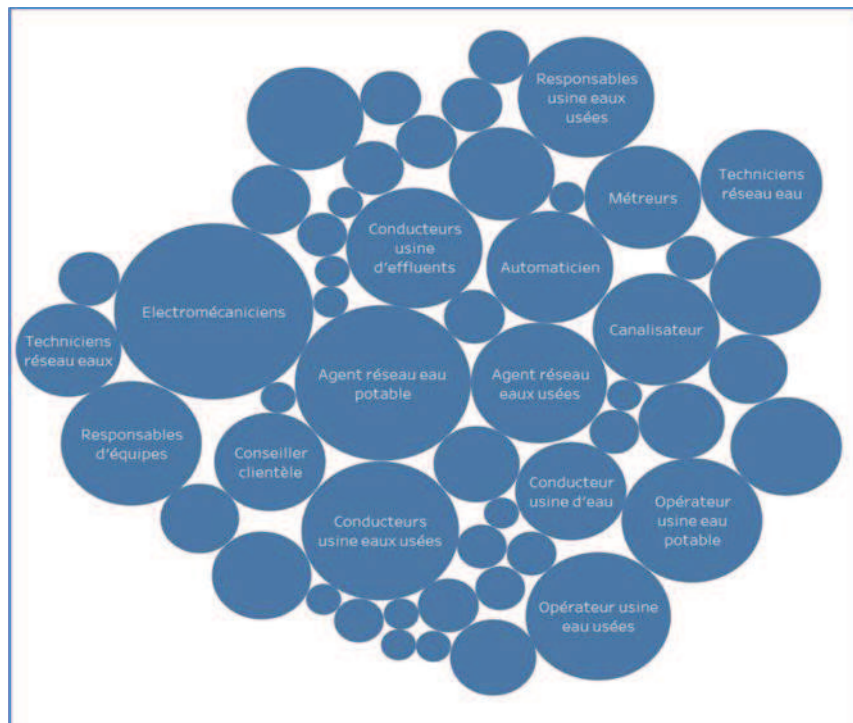 Responsables
usine eaux
usées
Techniciens
réseau eau
Métreurs
Conducteurs
usine
d'effluents
Automaticien
Electromécaniciens
Canalisateur
Techniciens
réseau eaux
Agent réseau eau
potable
Agent réseau
eaux usées
Responsables
d'équipes
Conseiller
clientèle
Conducteur
usine d'eau
Opérateur
usine eau
potable
Conducteurs
usine eaux usées
Opérateur usine
eau usées